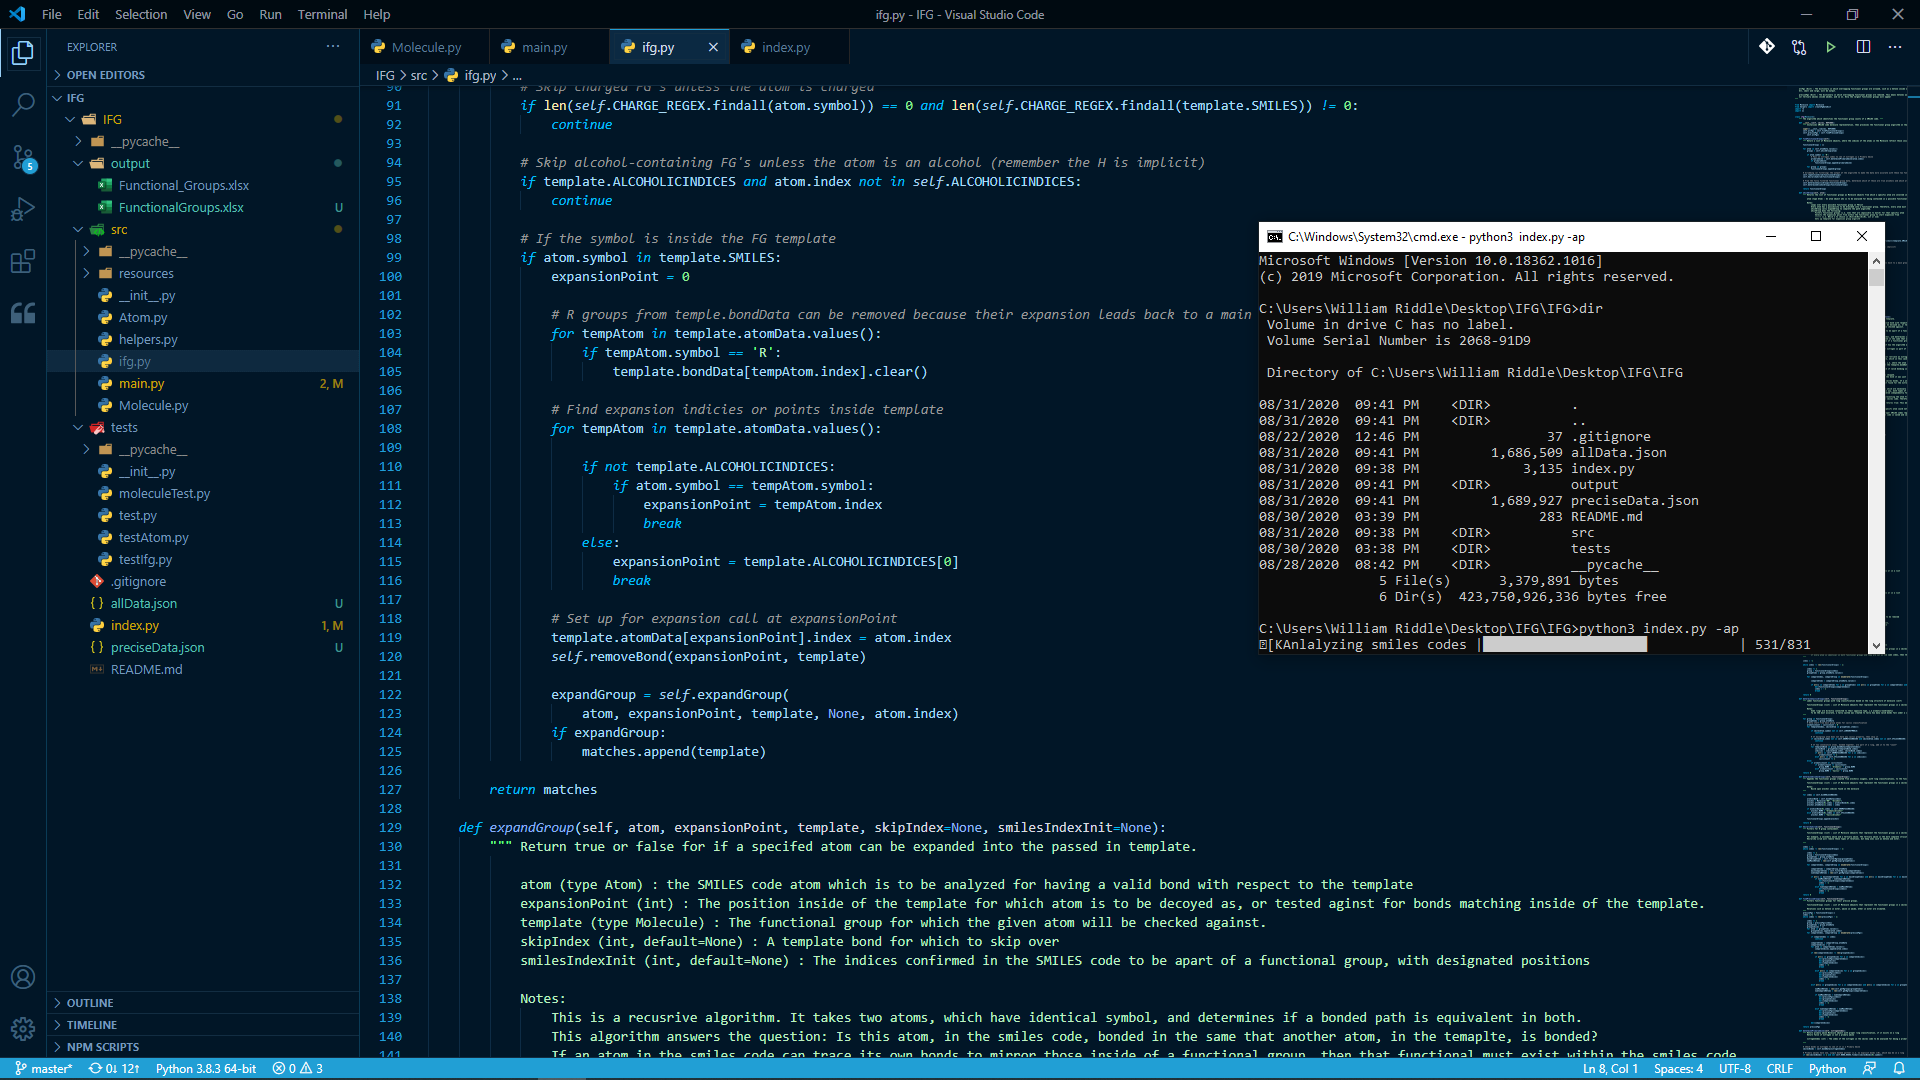 File Edit Selection View Go Run Terminal Help
ifg.py - IFG - Visual Studio Code
EXPLORER
OPEN EDITORS
IFG
IFG
__pycache__
output
Functional_Groups.xlsx
FunctionalGroups.xlsx U
src
__pycache__
resources
__init__.py
Atom.py
helpers.py
ifg.py
main.py 2, M
Molecule.py
tests
__pycache__
__init__.py
moleculeTest.py
test.py
testAtom.py
testIfg.py
.gitignore
allData.json U
index.py 1, M
preciseData.json U
README.md
OUTLINE
TIMELINE
NPM SCRIPTS
5
Molecule.py main.py ifg.py index.py
IFG > src > ifg.py > ...
90 # Skip charged FG's unless the atom is charged
91 if len(self.CHARGE_REGEX.findall(atom.symbol)) == 0 and len(self.CHARGE_REGEX.findall(template.SMILES)) != 0:
92 continue
93
94 # Skip alcohol-containing FG's unless the atom is an alcohol (remember the H is implicit)
95 if template.ALCOHOLICINDICES and atom.index not in self.ALCOHOLICINDICES:
96 continue
97
98 # If the symbol is inside the FG template
99 if atom.symbol in template.SMILES:
100 expansionPoint = 0
101
102 # R groups from temple.bondData can be removed because their expansion leads back to a main
103 for tempAtom in template.atomData.values():
104 if tempAtom.symbol == 'R':
105 template.bondData[tempAtom.index].clear()
106
107 # Find expansion indicies or points inside template
108 for tempAtom in template.atomData.values():
109
110 if not template.ALCOHOLICINDICES:
111 if atom.symbol == tempAtom.symbol:
112 expansionPoint = tempAtom.index
113 break
114 else:
115 expansionPoint = template.ALCOHOLICINDICES[0]
116 break
117
118 # Set up for expansion call at expansionPoint
119 template.atomData[expansionPoint].index = atom.index
120 self.removeBond(expansionPoint, template)
121
122 expandGroup = self.expandGroup(
123 atom, expansionPoint, template, None, atom.index)
124 if expandGroup:
125 matches.append(template)
126
127 return matches
128
129 def expandGroup(self, atom, expansionPoint, template, skipIndex=None, smilesIndexInit=None):
130 """ Return true or false for if a specifed atom can be expanded into the passed in template.
131
132 atom (type Atom) : the SMILES code atom which is to be analyzed for having a valid bond with respect to the template
133 expansionPoint (int) : The position inside of the template for which atom is to be decoyed as, or tested aginst for bonds matching inside of the template.
134 template (type Molecule) : The functional group for which the given atom will be checked against.
135 skipIndex (int, default=None) : A template bond for which to skip over
136 smilesIndexInit (int, default=None) : The indices confirmed in the SMILES code to be apart of a functional group, with designated positions
137
138 Notes:
139 This is a recusrive algorithm. It takes two atoms, which have identical symbol, and determines if a bonded path is equivalent in both.
140 This algorithm answers the question: Is this atom, in the smiles code, bonded in the same that another atom, in the temaplte, is bonded?
141 If an atom in the smiles code can trace its own bonds to mirror those inside of a functional group, then that functional must exist within the smiles code
C:\Windows\System32\cmd.exe - python3 index.py -ap
Microsoft Windows [Version 10.0.18362.1016]
(c) 2019 Microsoft Corporation. All rights reserved.
C:\Users\William Riddle\Desktop\IFG\IFG>dir
Volume in drive C has no label.
Volume Serial Number is 2068-91D9
Directory of C:\Users\William Riddle\Desktop\IFG\IFG
08/31/2020 09:41 PM <DIR> .
08/31/2020 09:41 PM <DIR> ..
08/22/2020 12:46 PM 37 .gitignore
08/31/2020 09:41 PM 1,686,509 allData.json
08/31/2020 09:38 PM 3,135 index.py
08/31/2020 09:41 PM <DIR> output
08/31/2020 09:41 PM 1,689,927 preciseData.json
08/30/2020 03:39 PM 283 README.md
08/31/2020 09:38 PM <DIR> src
08/30/2020 03:38 PM <DIR> tests
08/28/2020 08:42 PM <DIR> __pycache__
5 File(s) 3,379,891 bytes
6 Dir(s) 423,750,926,336 bytes free
C:\Users\William Riddle\Desktop\IFG\IFG>python3 index.py -ap
[KAnlalyzing smiles codes | | 531/831
master* 0↓ 12↑ Python 3.8.3 64-bit 0 3
Ln 8, Col 1 Spaces: 4 UTF-8 CRLF Python